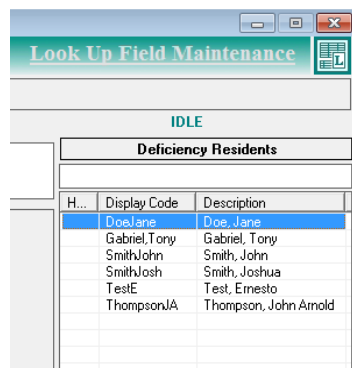 Look Up Field Maintenance
L
IDLE
Deficiency Residents
H... Display Code Description
DoeJane Doe, Jane
Gabriel,Tony Gabriel, Tony
SmithJohn Smith, John
SmithJosh Smith, Joshua
TestE Test, Ernesto
ThompsonJA Thompson, John Arnold